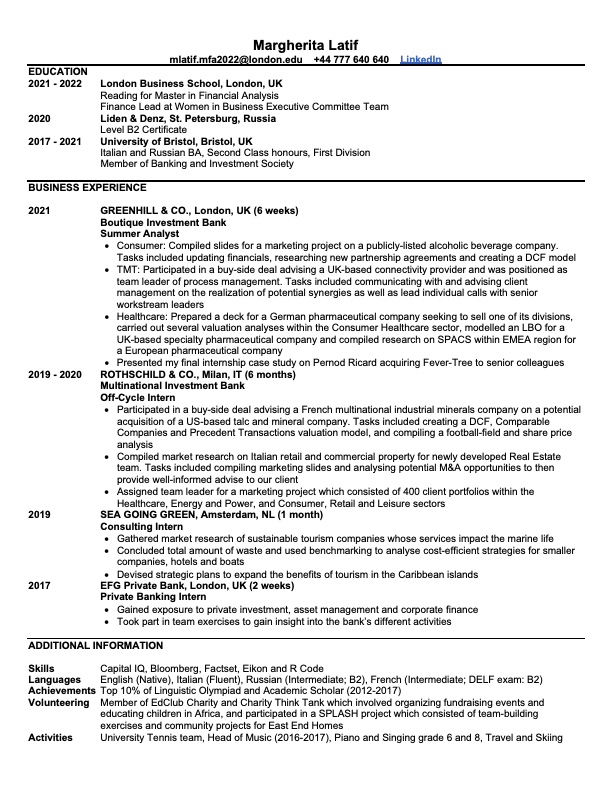 Margherita Latif
mlatif.mfa2022@london.edu +44 777 640 640 LinkedIn
EDUCATION
2021 - 2022 London Business School, London, UK
Reading for Master in Financial Analysis
Finance Lead at Women in Business Executive Committee Team
2020 Liden & Denz, St. Petersburg, Russia
Level B2 Certificate
2017 - 2021 University of Bristol, Bristol, UK
Italian and Russian BA, Second Class honours, First Division
Member of Banking and Investment Society
BUSINESS EXPERIENCE
2021 GREENHILL & CO., London, UK (6 weeks)
Boutique Investment Bank
Summer Analyst
• Consumer: Compiled slides for a marketing project on a publicly-listed alcoholic beverage company.
Tasks included updating financials, researching new partnership agreements and creating a DCF model
• TMT: Participated in a buy-side deal advising a UK-based connectivity provider and was positioned as
team leader of process management. Tasks included communicating with and advising client
management on the realization of potential synergies as well as lead individual calls with senior
workstream leaders
• Healthcare: Prepared a deck for a German pharmaceutical company seeking to sell one of its divisions,
carried out several valuation analyses within the Consumer Healthcare sector, modelled an LBO for a
UK-based specialty pharmaceutical company and compiled research on SPACS within EMEA region for
a European pharmaceutical company
• Presented my final internship case study on Pernod Ricard acquiring Fever-Tree to senior colleagues
2019 - 2020 ROTHSCHILD & CO., Milan, IT (6 months)
Multinational Investment Bank
Off-Cycle Intern
• Participated in a buy-side deal advising a French multinational industrial minerals company on a potential
acquisition of a US-based talc and mineral company. Tasks included creating a DCF, Comparable
Companies and Precedent Transactions valuation model, and compiling a football-field and share price
analysis
• Compiled market research on Italian retail and commercial property for newly developed Real Estate
team. Tasks included compiling marketing slides and analysing potential M&A opportunities to then
provide well-informed advise to our client
• Assigned team leader for a marketing project which consisted of 400 client portfolios within the
Healthcare, Energy and Power, and Consumer, Retail and Leisure sectors
2019 SEA GOING GREEN, Amsterdam, NL (1 month)
Consulting Intern
• Gathered market research of sustainable tourism companies whose services impact the marine life
• Concluded total amount of waste and used benchmarking to analyse cost-efficient strategies for smaller
companies, hotels and boats
• Devised strategic plans to expand the benefits of tourism in the Caribbean islands
2017 EFG Private Bank, London, UK (2 weeks)
Private Banking Intern
• Gained exposure to private investment, asset management and corporate finance
• Took part in team exercises to gain insight into the bank's different activities
ADDITIONAL INFORMATION
Skills Capital IQ, Bloomberg, Factset, Eikon and R Code
Languages English (Native), Italian (Fluent), Russian (Intermediate; B2), French (Intermediate; DELF exam: B2)
Achievements Top 10% of Linguistic Olympiad and Academic Scholar (2012-2017)
Volunteering Member of EdClub Charity and Charity Think Tank which involved organizing fundraising events and
educating children in Africa, and participated in a SPLASH project which consisted of team-building
exercises and community projects for East End Homes
Activities University Tennis team, Head of Music (2016-2017), Piano and Singing grade 6 and 8, Travel and Skiing